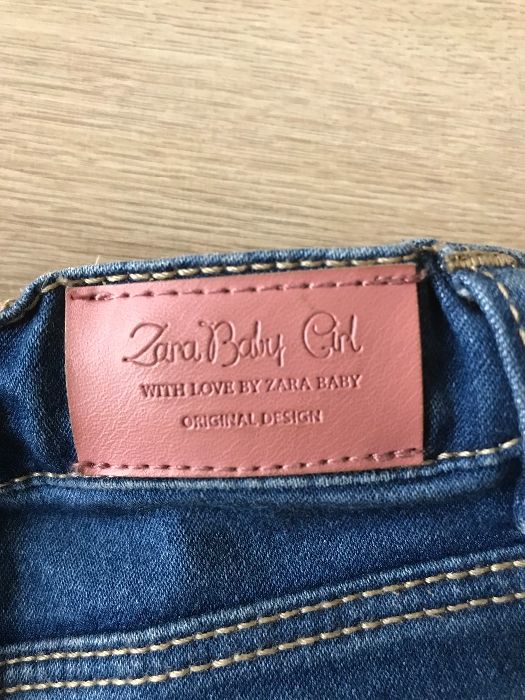 Zara Baby Girl
WITH LOVE BY ZARA BABY
ORIGINAL DESIGN